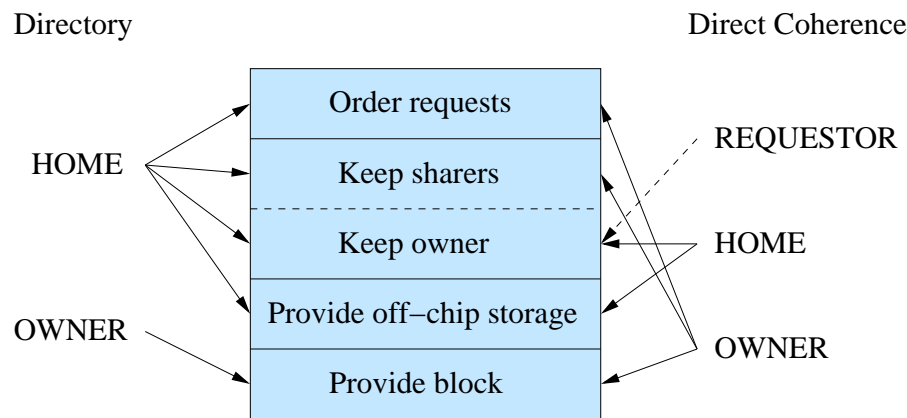 Directory
Direct Coherence
Order requests
REQUESTOR
HOME
Keep sharers
Keep owner
HOME
Provide off−chip storage
OWNER
OWNER
Provide block